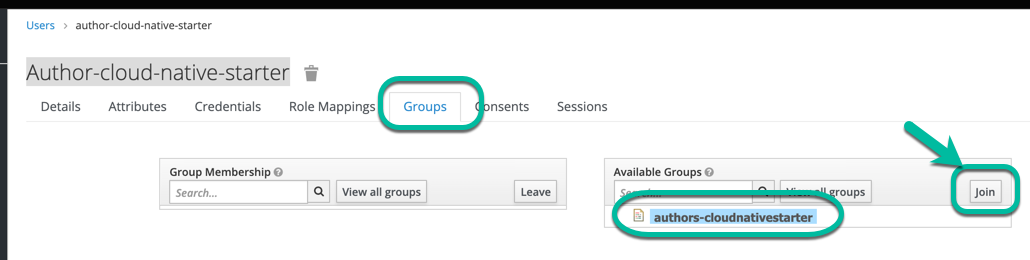 Users > author-cloud-native-starter
Author-cloud-native-starter
Details Attributes Credentials Role Mappings Groups Consents Sessions
Group Membership ?
Search... View all groups Leave
Available Groups ?
Search... View all groups Join
authors-cloudnativestarter